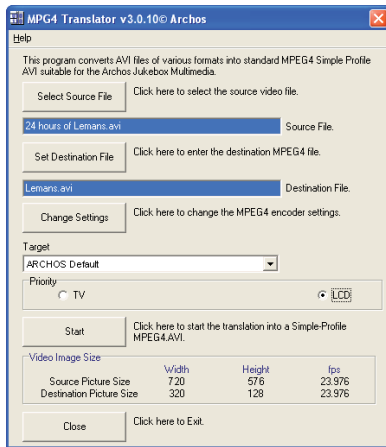 MPG4 Translator v3.0.10© Archos
Help
This program converts AVI files of various formats into standard MPEG4 Simple Profile
AVI suitable for the Archos Jukebox Multimedia.
Select Source File
Click here to select the source video file.
24 hours of Lemans.avi
Source File.
Set Destination File
Click here to enter the destination MPEG4 file.
Lemans.avi
Destination File.
Change Settings
Click here to change the MPEG4 encoder settings.
Target
ARCHOS Default
Priority
TV
LCD
Start
Click here to start the translation into a Simple-Profile
MPEG4.AVI.
Video Image Size
Width Height fps
Source Picture Size 720 576 23.976
Destination Picture Size 320 128 23.976
Close
Click here to Exit.